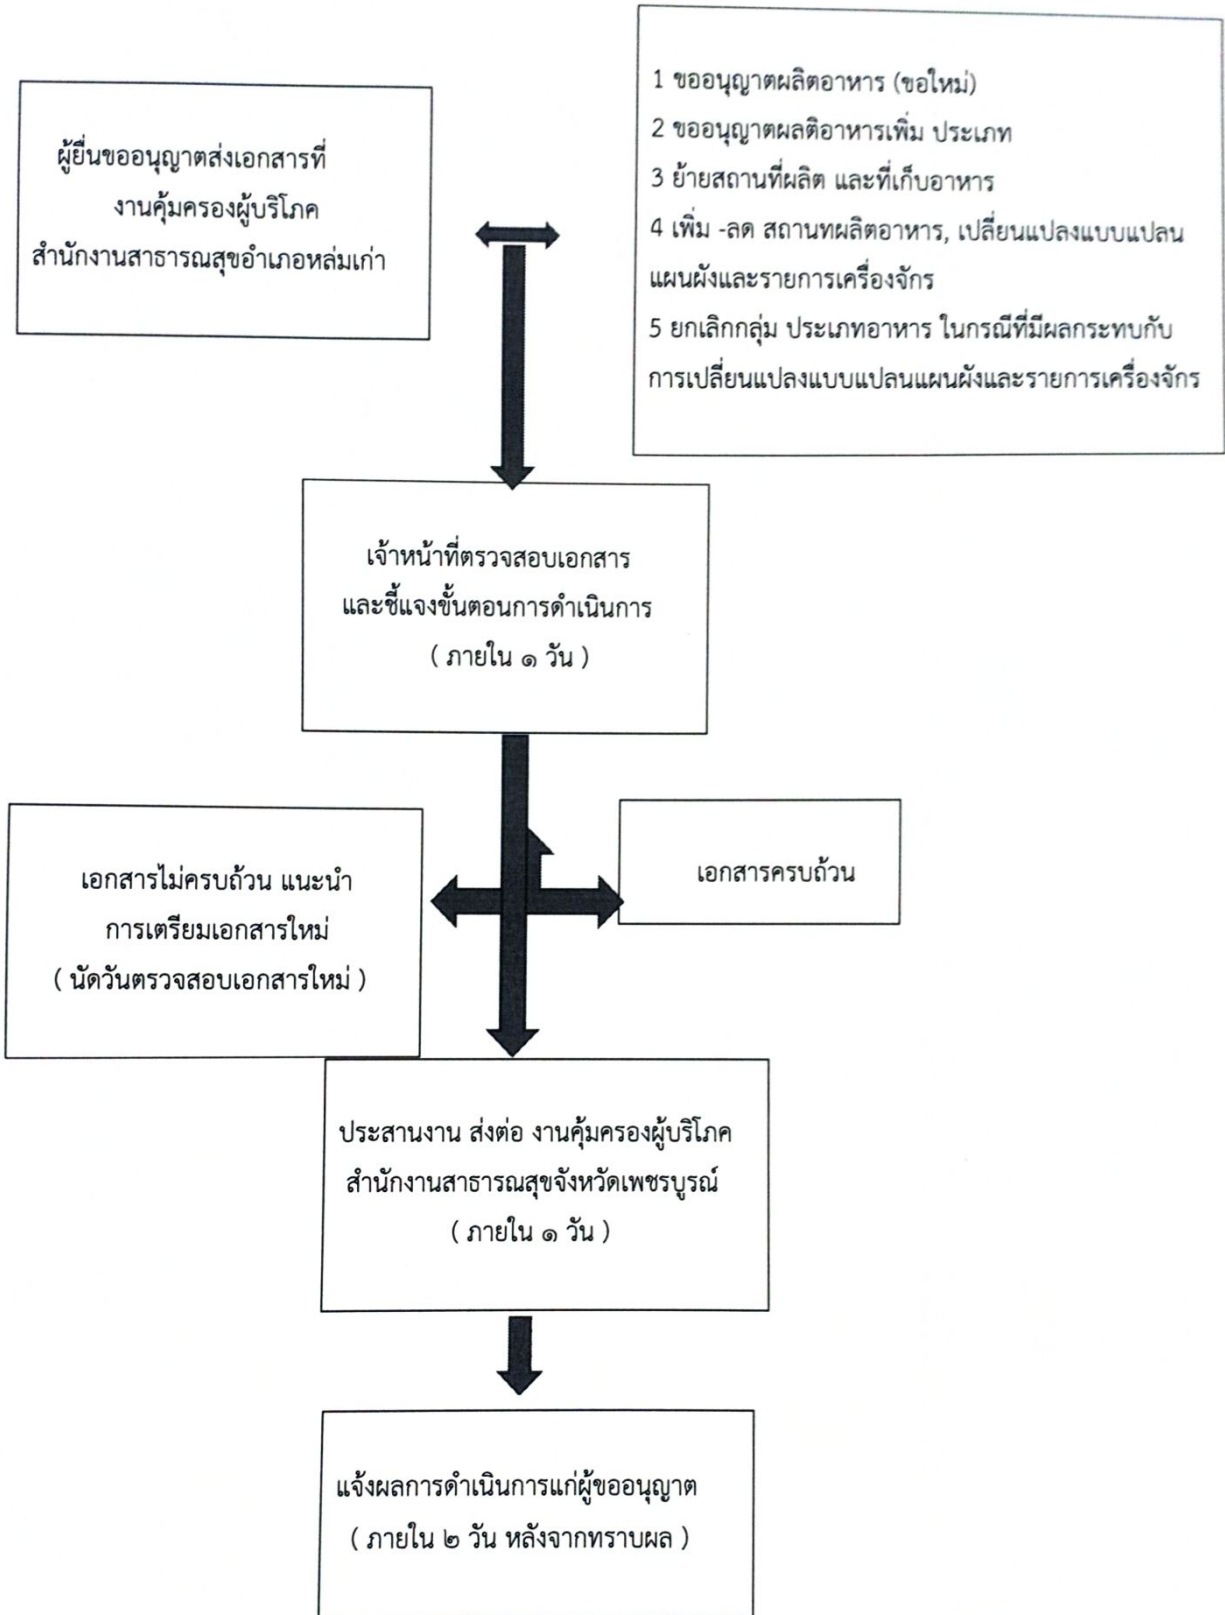 ผู้ยื่นขออนุญาตส่งเอกสารที่
งานคุ้มครองผู้บริโภค
สำนักงานสาธารณสุขอำเภอหล่มเก่า
1 ขออนุญาตผลิตอาหาร (ขอใหม่)
2 ขออนุญาตผลติอาหารเพิ่ม ประเภท
3 ย้ายสถานที่ผลิต และที่เก็บอาหาร
4 เพิ่ม -ลด สถานทผลิตอาหาร, เปลี่ยนแปลงแบบแปลน
แผนผังและรายการเครื่องจักร
5 ยกเลิกกลุ่ม ประเภทอาหาร ในกรณีที่มีผลกระทบกับ
การเปลี่ยนแปลงแบบแปลนแผนผังและรายการเครื่องจักร
เจ้าหน้าที่ตรวจสอบเอกสาร
และชี้แจงขั้นตอนการดำเนินการ
( ภายใน ๑ วัน )
เอกสารไม่ครบถ้วน แนะนำ
การเตรียมเอกสารใหม่
( นัดวันตรวจสอบเอกสารใหม่ )
เอกสารครบถ้วน
ประสานงาน ส่งต่อ งานคุ้มครองผู้บริโภค
สำนักงานสาธารณสุขจังหวัดเพชรบูรณ์
( ภายใน ๑ วัน )
แจ้งผลการดำเนินการแก่ผู้ขออนุญาต
( ภายใน ๒ วัน หลังจากทราบผล )